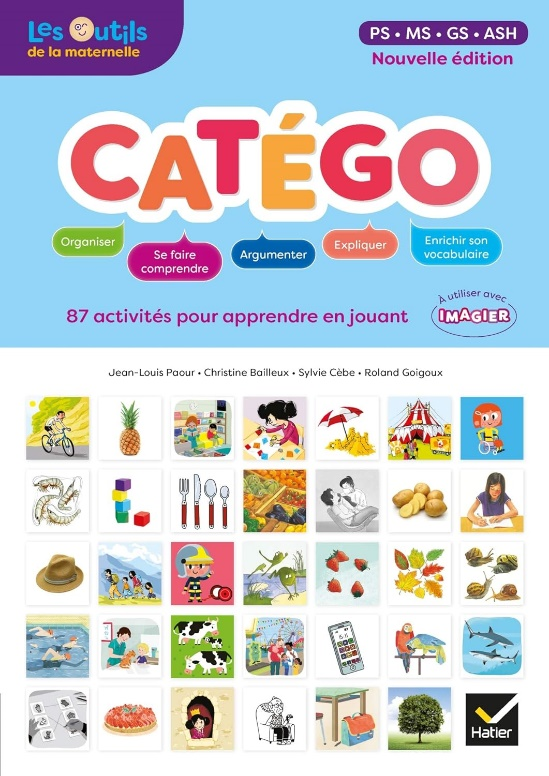 Les Outils
de la maternelle
PS • MS • GS • ASH
Nouvelle édition
CATÉGO
Organiser
Se faire
comprendre
Argumenter
Expliquer
Enrichir son
vocabulaire
87 activités pour apprendre en jouant
À utiliser avec
IMAGIER
Jean-Louis Paour • Christine Bailleux • Sylvie Cèbe • Roland Goigoux
Hatier